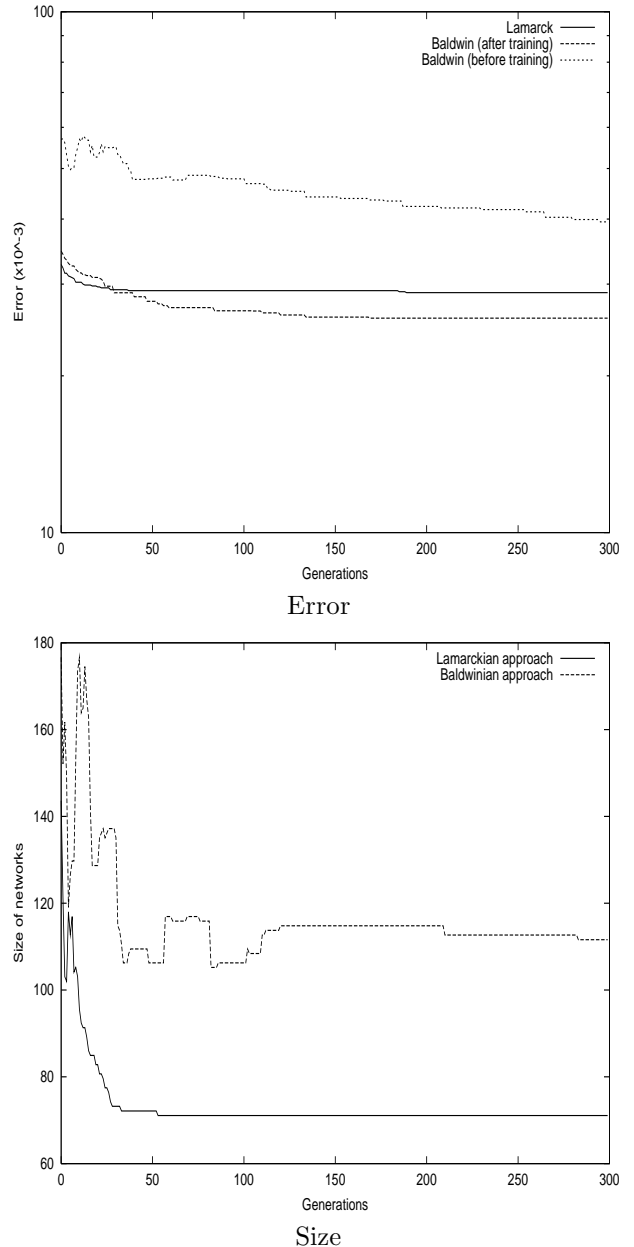 100
Lamarck
Baldwin (after training)
Baldwin (before training)
Error (x10^-3)
10
0 50 100 150 200 250 300
Generations
Error
180
Lamarckian approach
Baldwinian approach
160
140
120
Size of networks
100
80
60
0 50 100 150 200 250 300
Generations
Size